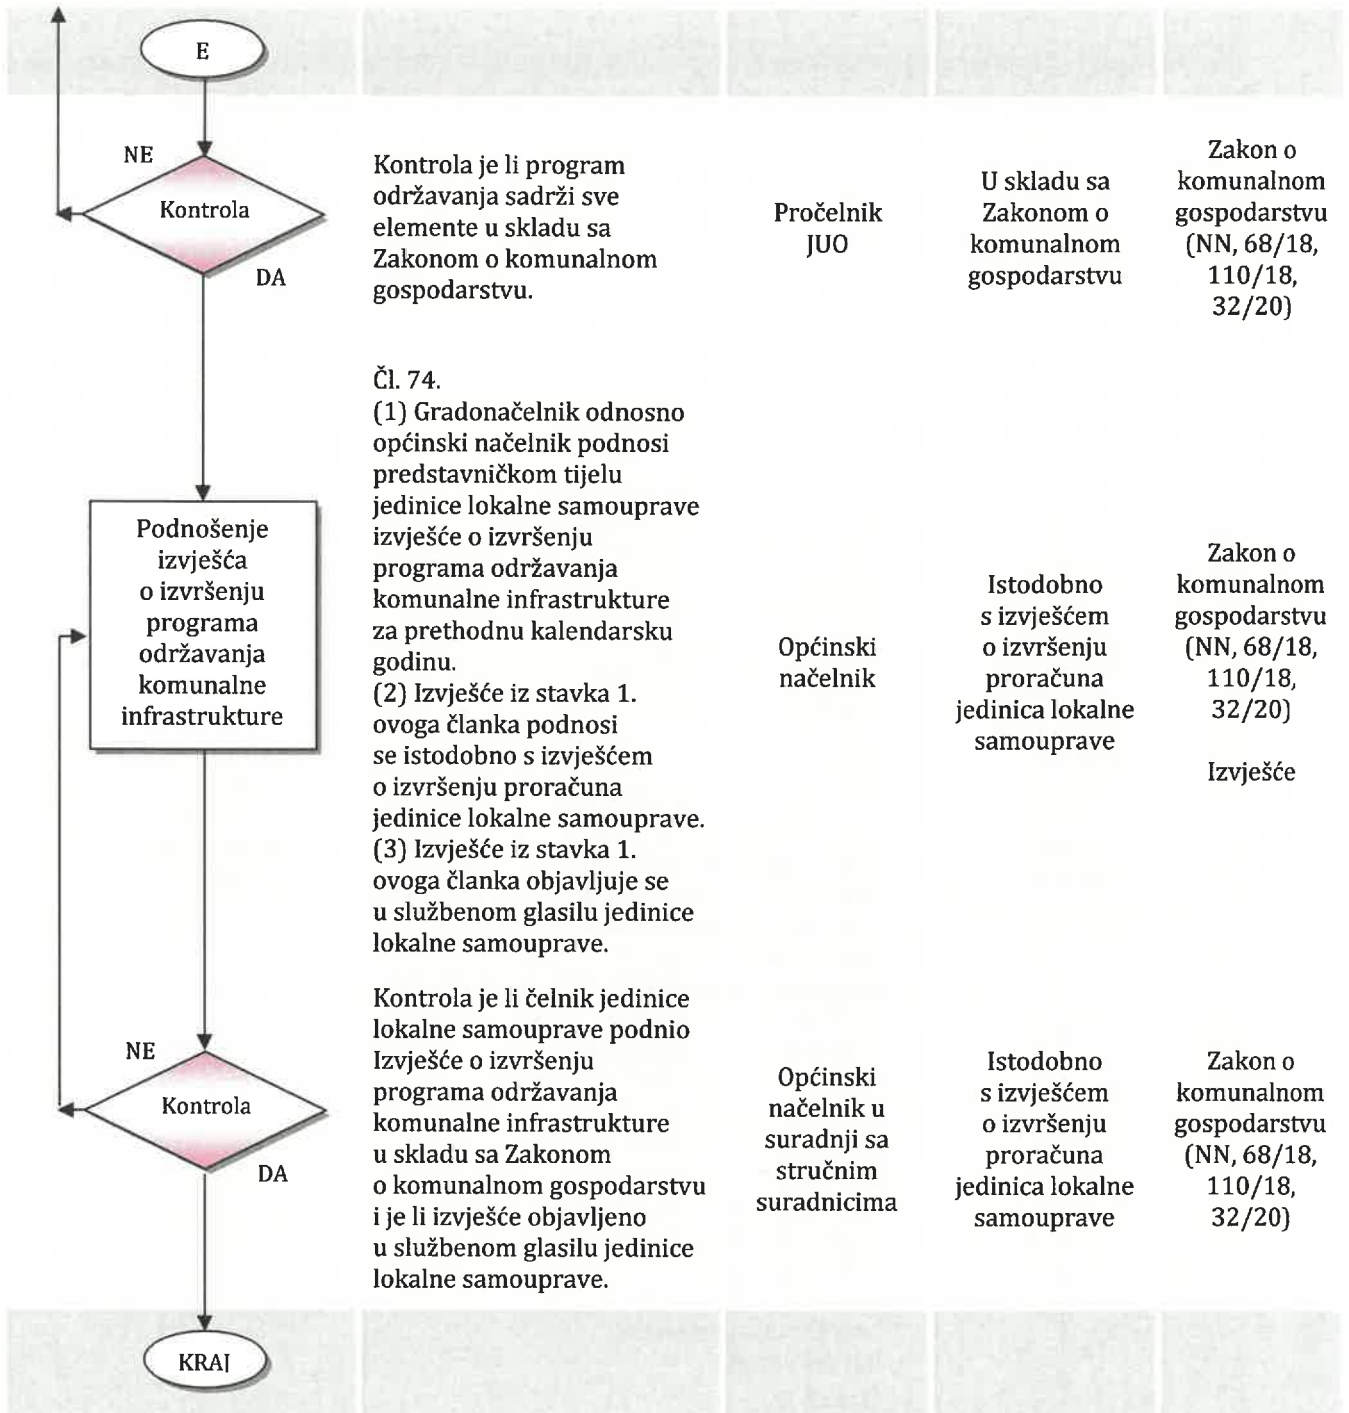 E
NE
Kontrola
DA
Kontrola je li program
održavanja sadrži sve
elemente u skladu sa
Zakonom o komunalnom
gospodarstvu.
Pročelnik
JUO
U skladu sa
Zakonom o
komunalnom
gospodarstvu
Zakon o
komunalnom
gospodarstvu
(NN, 68/18,
110/18,
32/20)
Podnošenje
izvješća
o izvršenju
programa
održavanja
komunalne
infrastrukture
Čl. 74.
(1) Gradonačelnik odnosno
općinski načelnik podnosi
predstavničkom tijelu
jedinice lokalne samouprave
izvješće o izvršenju
programa održavanja
komunalne infrastrukture
za prethodnu kalendarsku
godinu.
(2) Izvješće iz stavka 1.
ovoga članka podnosi
se istodobno s izvješćem
o izvršenju proračuna
jedinice lokalne samouprave.
(3) Izvješće iz stavka 1.
ovoga članka objavljuje se
u službenom glasilu jedinice
lokalne samouprave.
Općinski
načelnik
Istodobno
s izvješćem
o izvršenju
proračuna
jedinica lokalne
samouprave
Zakon o
komunalnom
gospodarstvu
(NN, 68/18,
110/18,
32/20)
Izvješće
NE
Kontrola
DA
Kontrola je li čelnik jedinice
lokalne samouprave podnio
Izvješće o izvršenju
programa održavanja
komunalne infrastrukture
u skladu sa Zakonom
o komunalnom gospodarstvu
i je li izvješće objavljeno
u službenom glasilu jedinice
lokalne samouprave.
Općinski
načelnik u
suradnji sa
stručnim
suradnicima
Istodobno
s izvješćem
o izvršenju
proračuna
jedinica lokalne
samouprave
Zakon o
komunalnom
gospodarstvu
(NN, 68/18,
110/18,
32/20)
KRAJ